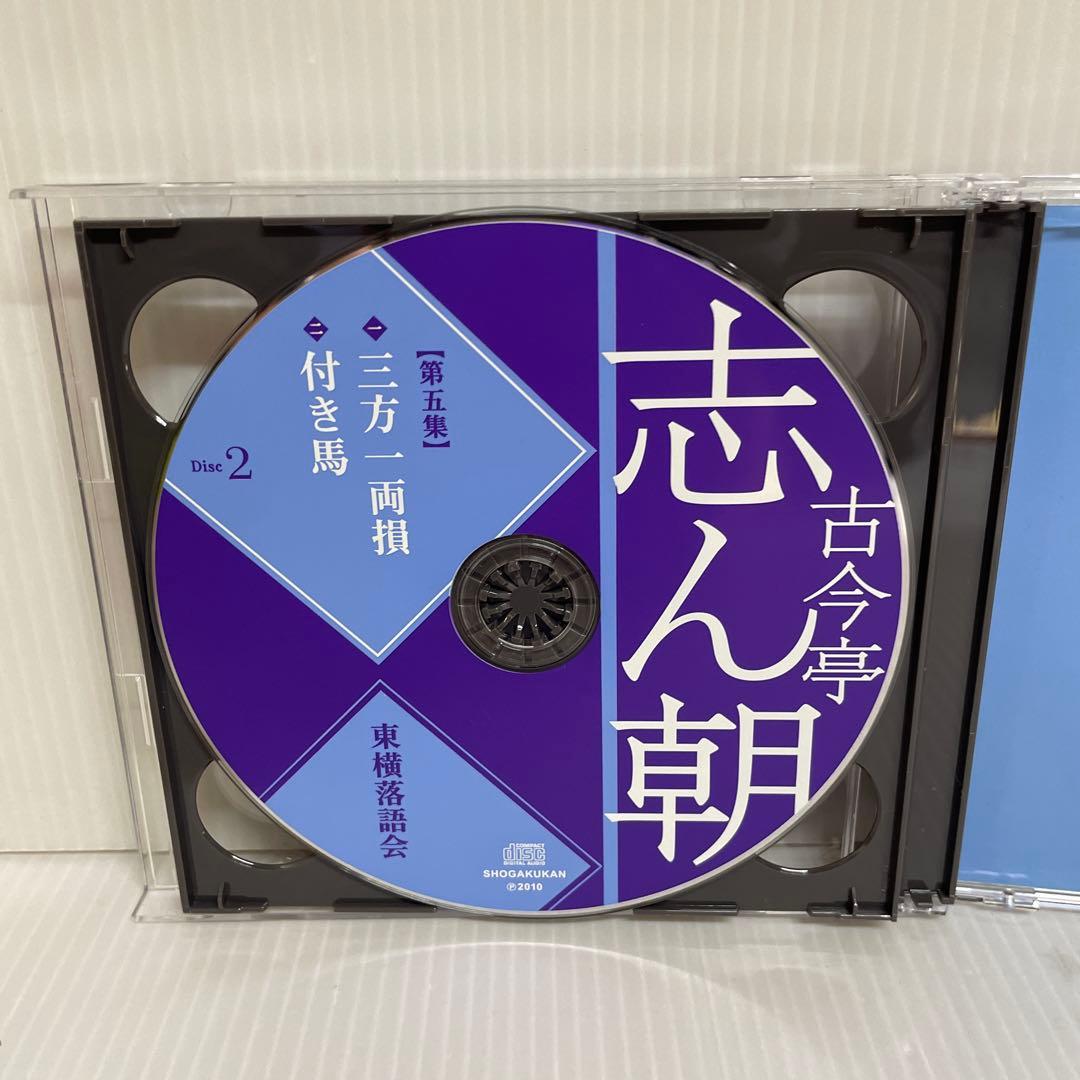 古今亭
志ん朝
【第五集】
一 三方一両損
二 付き馬
Disc 2
東横落語会
COMPACT
disc
DIGITAL AUDIO
SHOGAKUKAN
Ⓟ2010